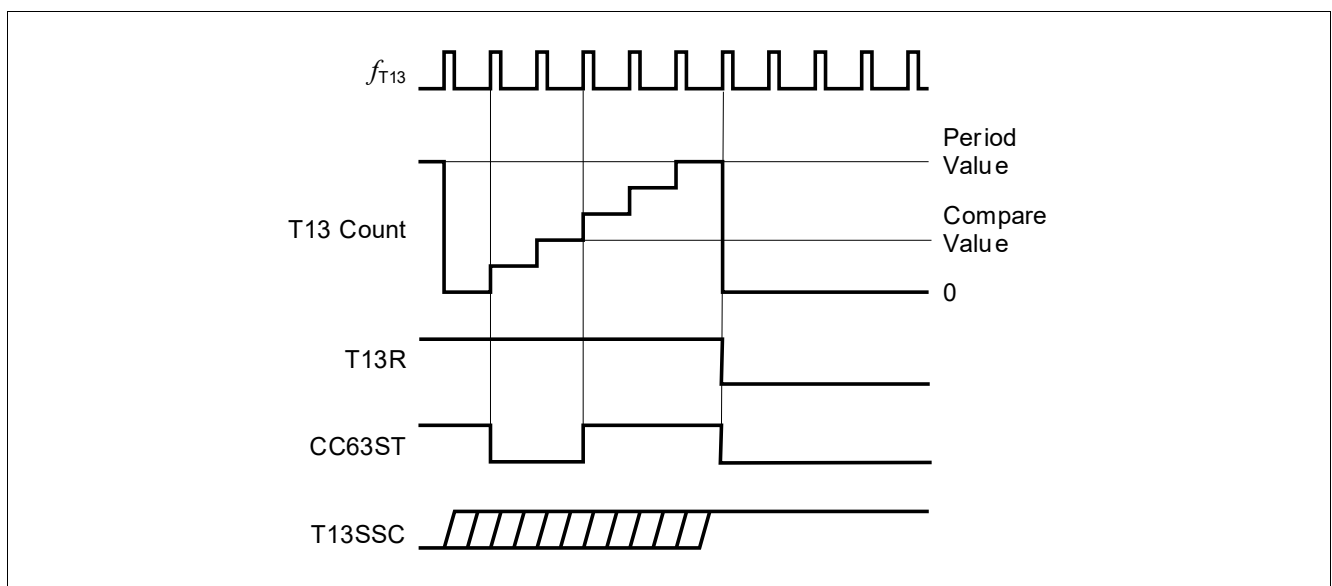 fT13
Period
Value
T13 Count
Compare
Value
0
T13R
CC63ST
T13SSC